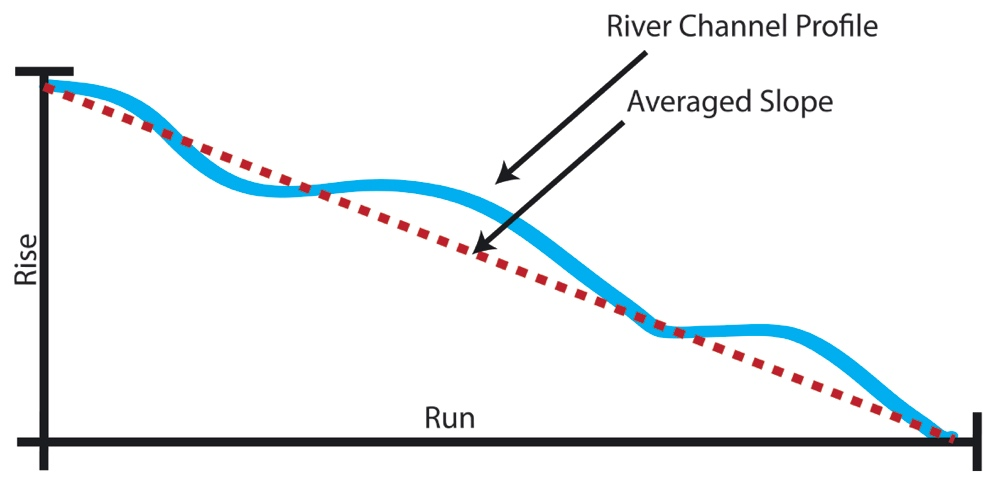 River Channel Profile
Averaged Slope
Rise
Run